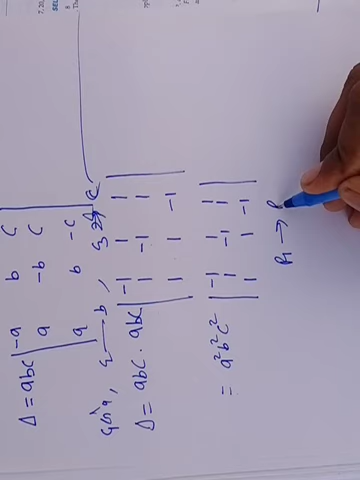 Δ = abc | -a b c |
a -b c
a b -c
Δ = abc . abc | -1 1 1 |
1 -1 1
1 1 -1
= a²b²c² | -1 1 1 |
1 -1 1
1 1 -1
R₁ → R